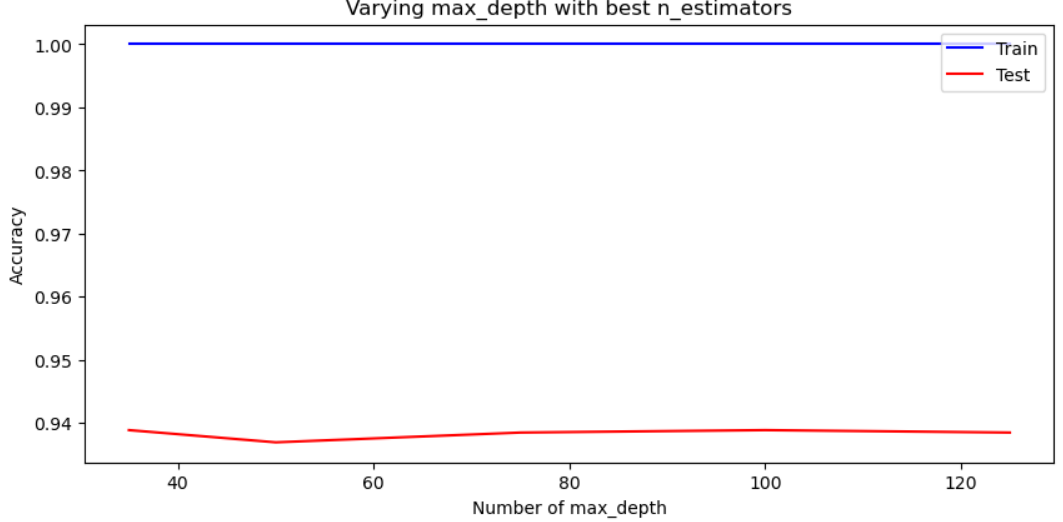 Varying max_depth with best n_estimators
1.00
0.99
0.98
0.97
0.96
0.95
0.94
Accuracy
Train
Test
40 60 80 100 120
Number of max_depth